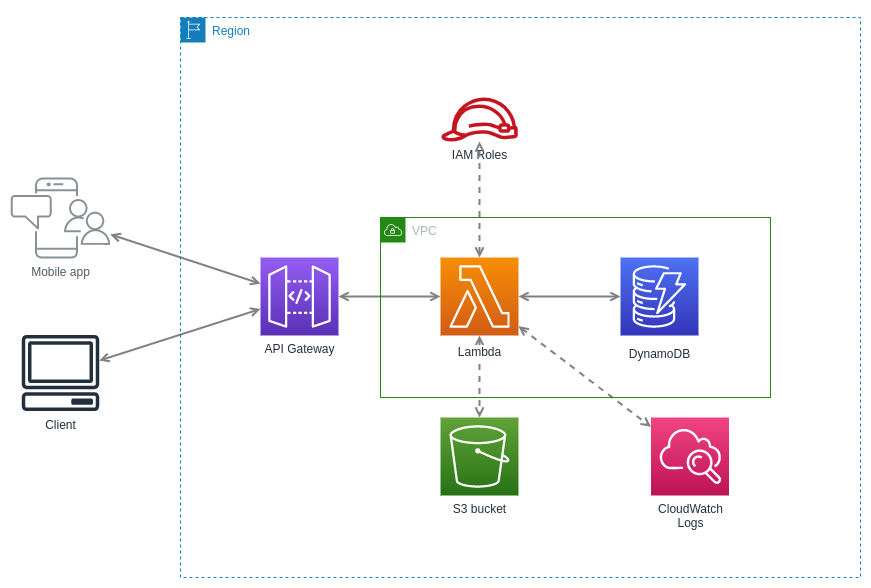 Region
IAM Roles
VPC
Mobile app
API Gateway
Lambda
DynamoDB
Client
S3 bucket
CloudWatch
Logs